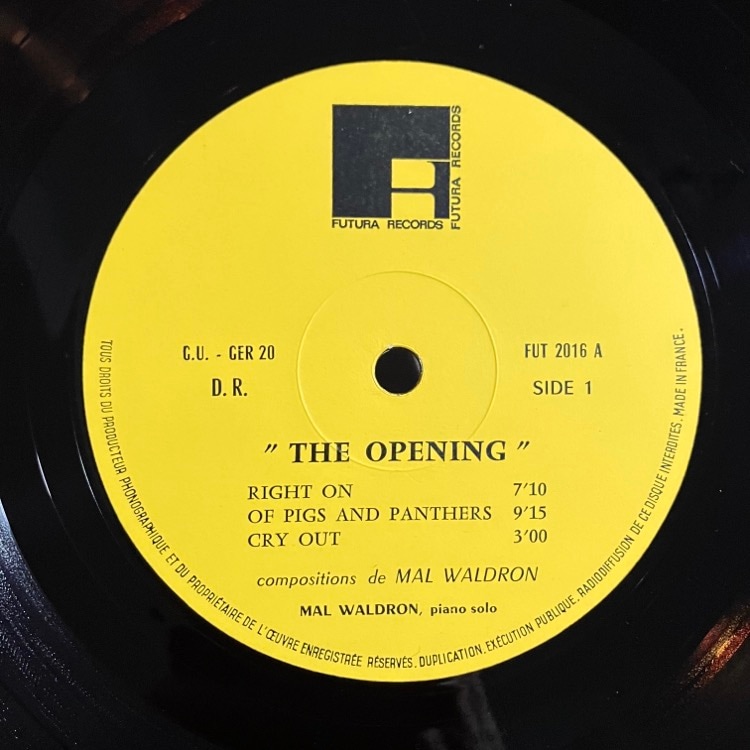 FUTURA RECORDS
FUTURA RECORDS
G.U. - GER 20
D.R.
FUT 2016 A
SIDE 1
" THE OPENING "
RIGHT ON 7'10
OF PIGS AND PANTHERS 9'15
CRY OUT 3'00
compositions de MAL WALDRON
MAL WALDRON, piano solo
TOUS DROITS DU PRODUCTEUR PHONOGRAPHIQUE ET DU PROPRIÉTAIRE DE L'ŒUVRE ENREGISTRÉE RÉSERVÉS. DUPLICATION. EXÉCUTION PUBLIQUE. RADIODIFFUSION DE CE DISQUE INTERDITES. MADE IN FRANCE.